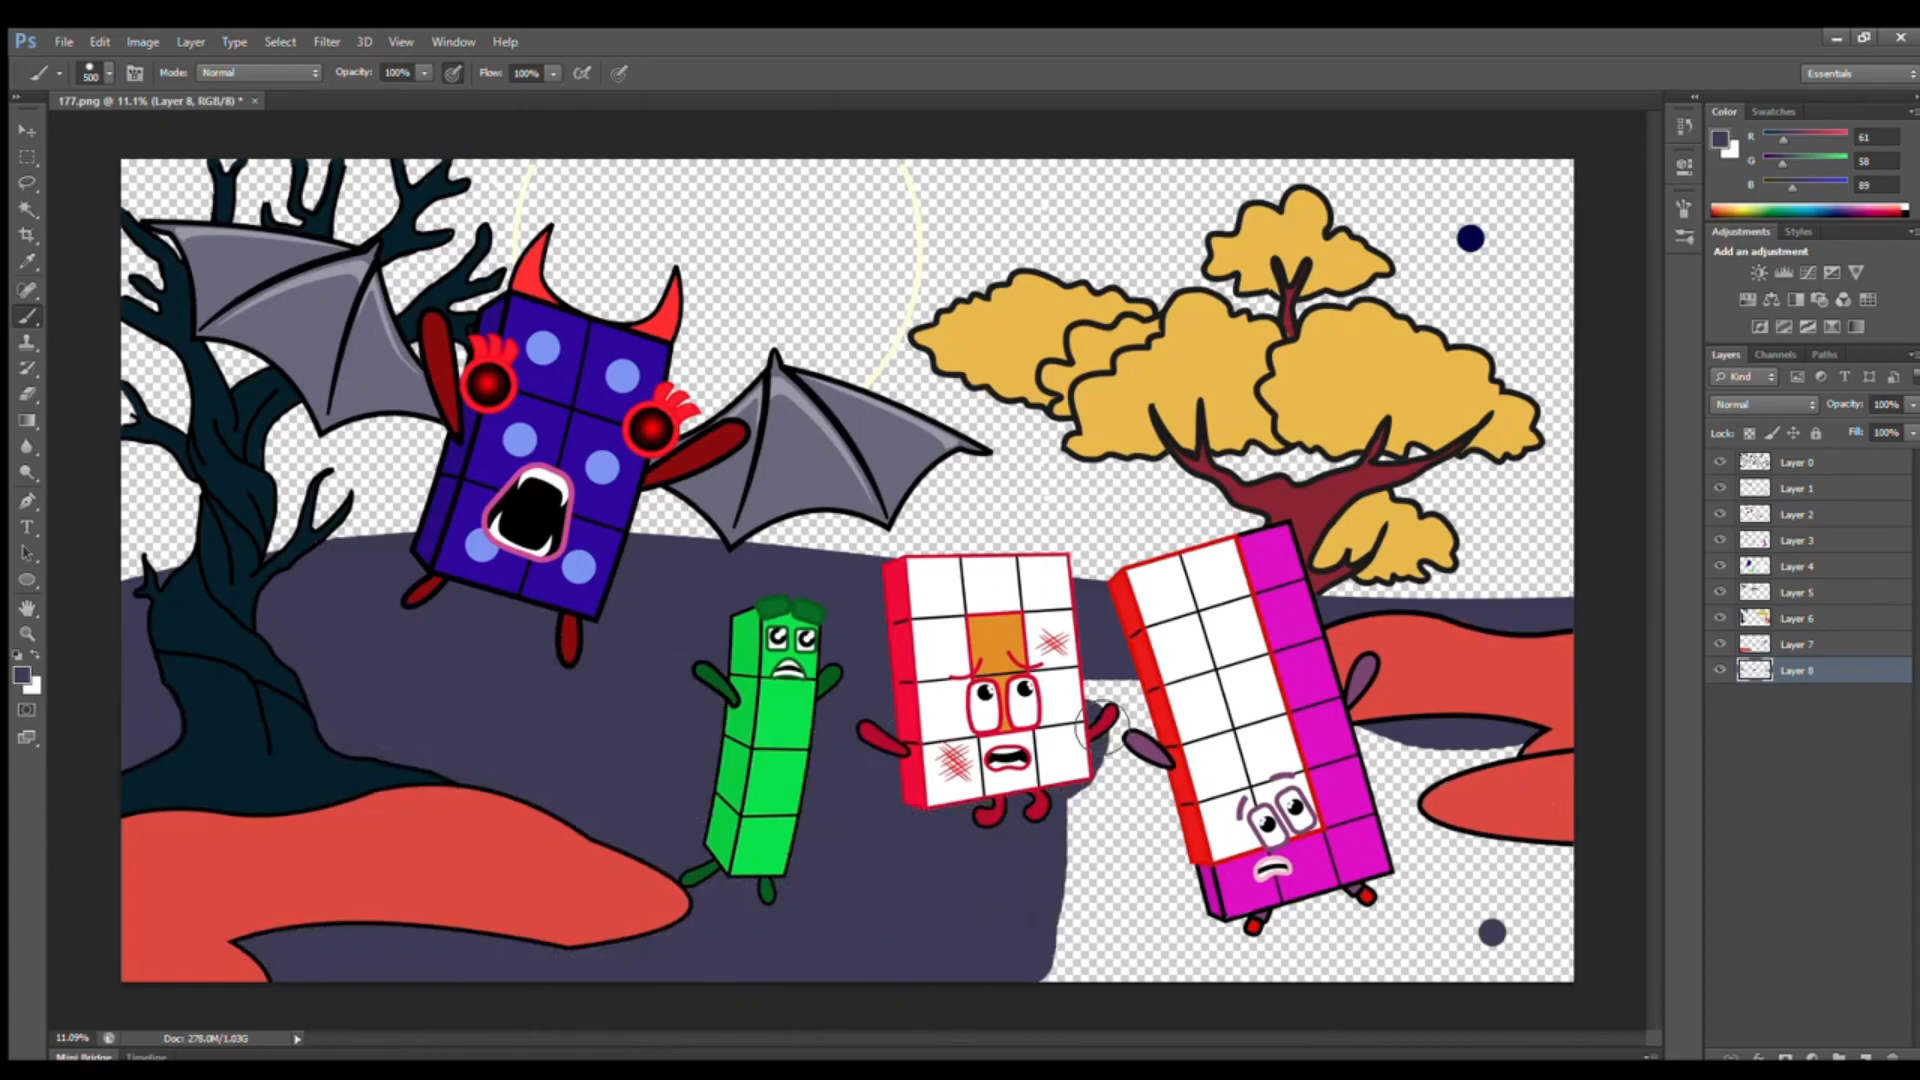 Ps File Edit Image Layer Type Select Filter 3D View Window Help
500 Mode: Normal Opacity: 100% Flow: 100% Essentials
177.png @ 11.1% (Layer 8, RGB/8) * ×
Color Swatches
R 61
G 58
B 89
Adjustments Styles
Add an adjustment
Layers Channels Paths
Kind
Normal Opacity: 100%
Lock: Fill: 100%
Layer 0
Layer 1
Layer 2
Layer 3
Layer 4
Layer 5
Layer 6
Layer 7
Layer 8
11.09% Doc: 278.0M/1.03G
Mini Bridge Timeline